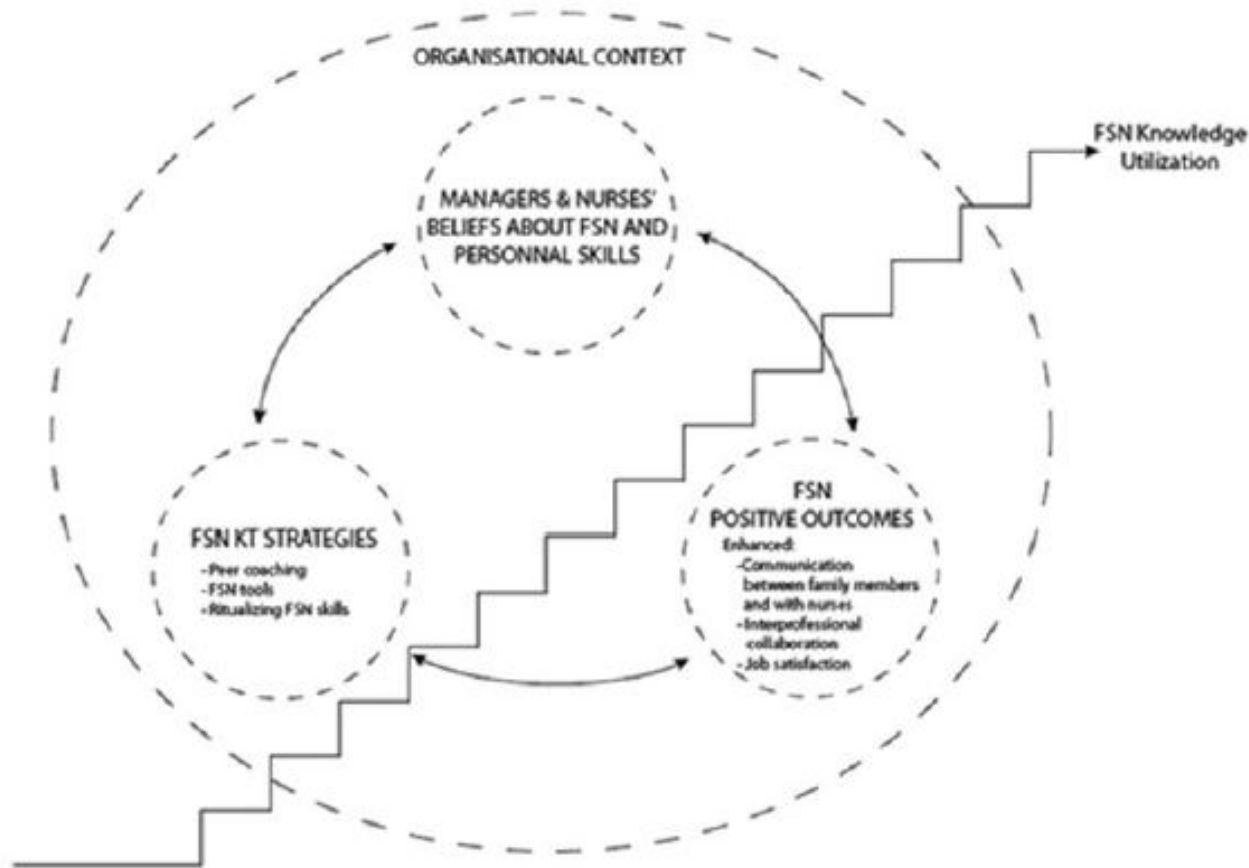 ORGANISATIONAL CONTEXT
FSN Knowledge
Utilization
MANAGERS & NURSES'
BELIEFS ABOUT FSN AND
PERSONNAL SKILLS
FSN KT STRATEGIES
-Peer coaching
-FSN tools
-Ritualizing FSN skills
FSN
POSITIVE OUTCOMES
Enhanced:
-Communication
between family members
and with nurses
-Interprofessional
collaboration
-Job satisfaction